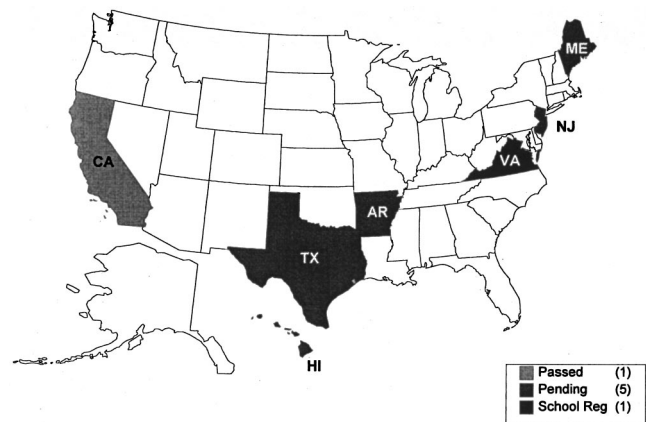 ME
NJ
CA
VA
AR
TX
HI
Passed (1)
Pending (5)
School Reg (1)